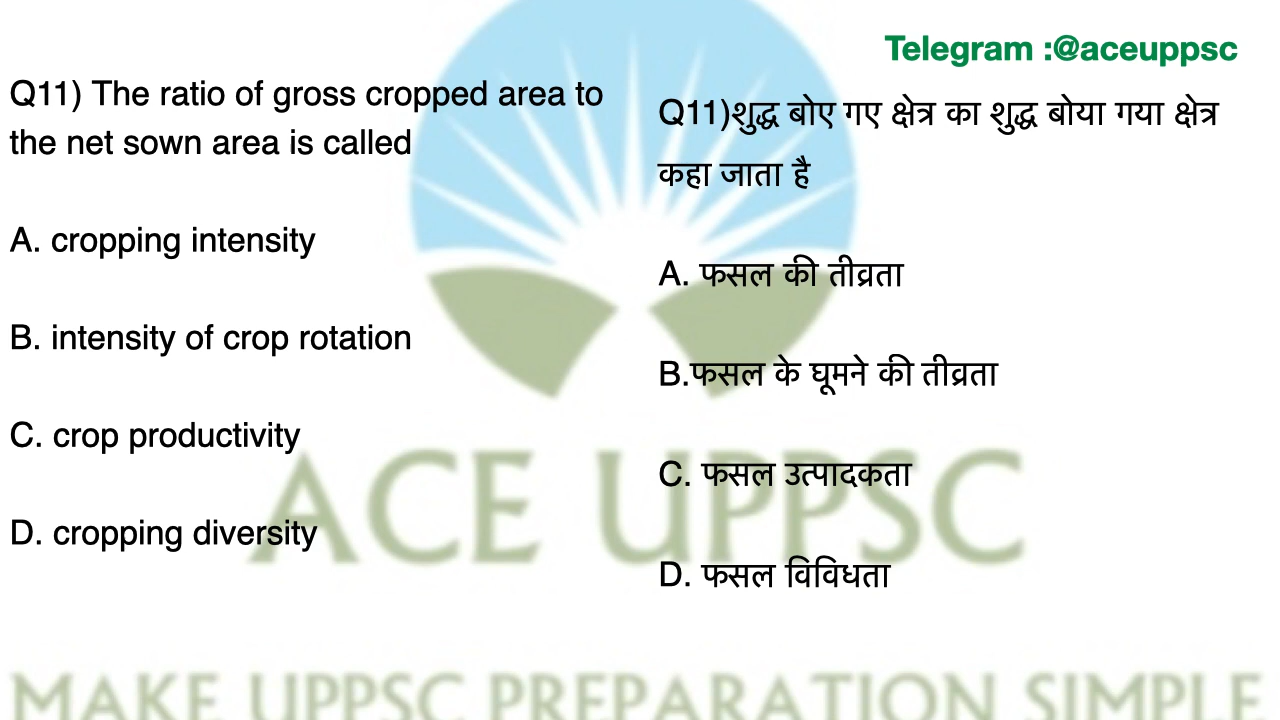 Telegram :@aceuppsc
Q11) The ratio of gross cropped area to
the net sown area is called
A. cropping intensity
B. intensity of crop rotation
C. crop productivity
D. cropping diversity
Q11)शुद्ध बोए गए क्षेत्र का शुद्ध बोया गया क्षेत्र
कहा जाता है
A. फसल की तीव्रता
B.फसल के घूमने की तीव्रता
C. फसल उत्पादकता
D. फसल विविधता
ACE UPPSC
MAKE UPPSC PREPARATION SIMPLE